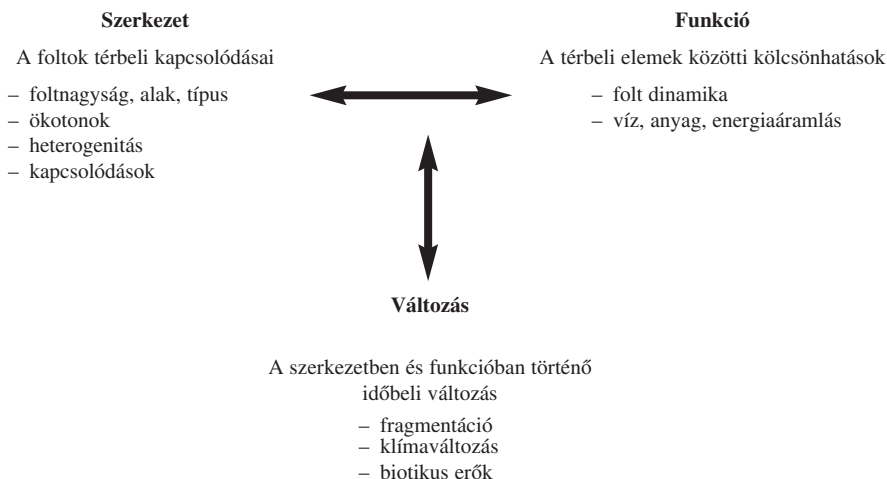 Szerkezet
A foltok térbeli kapcsolódásai
– foltnagyság, alak, típus
– ökotonok
– heterogenitás
– kapcsolódások
Funkció
A térbeli elemek közötti kölcsönhatások
– folt dinamika
– víz, anyag, energiaáramlás
Változás
A szerkezetben és funkcióban történő
időbeli változás
– fragmentáció
– klímaváltozás
– biotikus erők